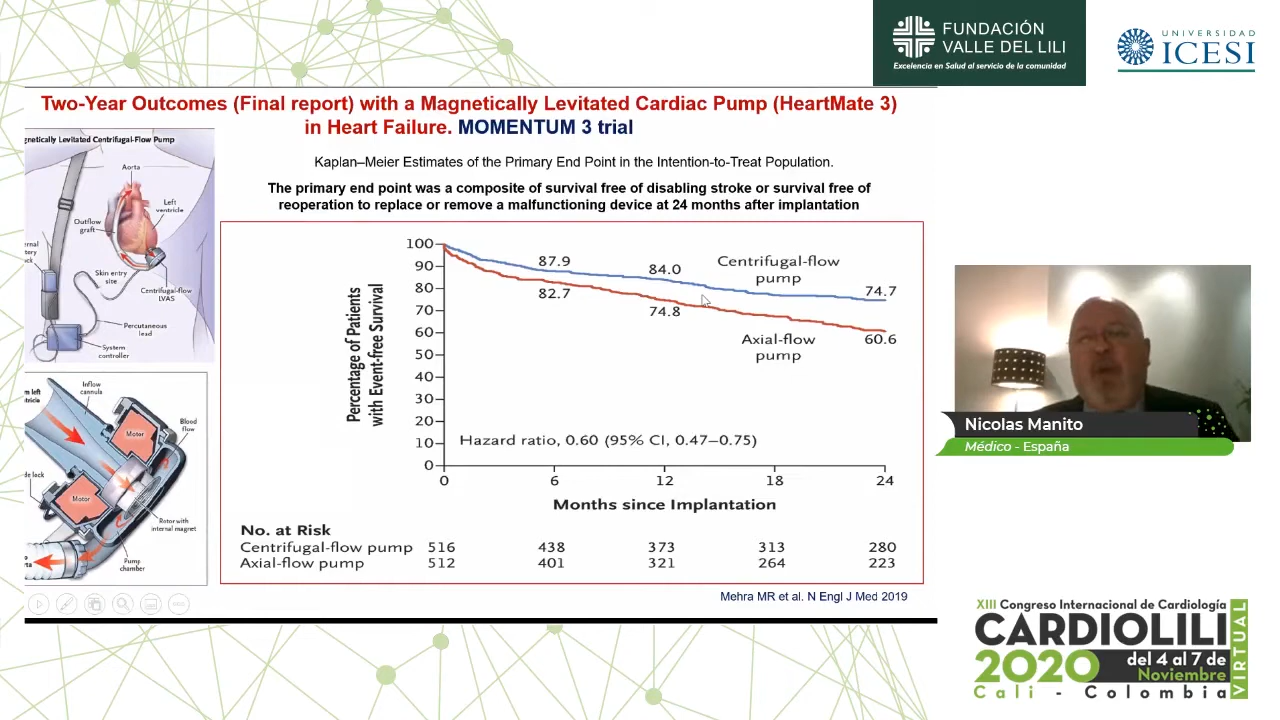 FUNDACIÓN
VALLE DEL LILI
Excelencia en Salud al servicio de la comunidad
UNIVERSIDAD
ICESI
Two-Year Outcomes (Final report) with a Magnetically Levitated Cardiac Pump (HeartMate 3)
in Heart Failure. MOMENTUM 3 trial
gnetically Levitated Centrifugal-Flow Pump
Aorta
Left
ventricle
Outflow
graft
Skin entry
site
Centrifugal-flow
LVAS
Percutaneous
lead
System
controller
Inflow
cannula
Motor
Blood
flow
Motor
Rotor with
internal magnet
Pump
chamber
Kaplan–Meier Estimates of the Primary End Point in the Intention-to-Treat Population.
The primary end point was a composite of survival free of disabling stroke or survival free of
reoperation to replace or remove a malfunctioning device at 24 months after implantation
Percentage of Patients
with Event-free Survival
100
90
80
70
60
50
40
30
20
10
0
87.9
84.0
Centrifugal-flow
pump
74.7
82.7
74.8
Axial-flow
pump
60.6
Hazard ratio, 0.60 (95% CI, 0.47–0.75)
0 6 12 18 24
Months since Implantation
No. at Risk
Centrifugal-flow pump 516 438 373 313 280
Axial-flow pump 512 401 321 264 223
Mehra MR et al. N Engl J Med 2019
Nicolas Manito
Médico - España
XIII Congreso Internacional de Cardiología
CARDIOLILI
2020
del 4 al 7 de
Noviembre
Cali - Colombia
VIRTUAL